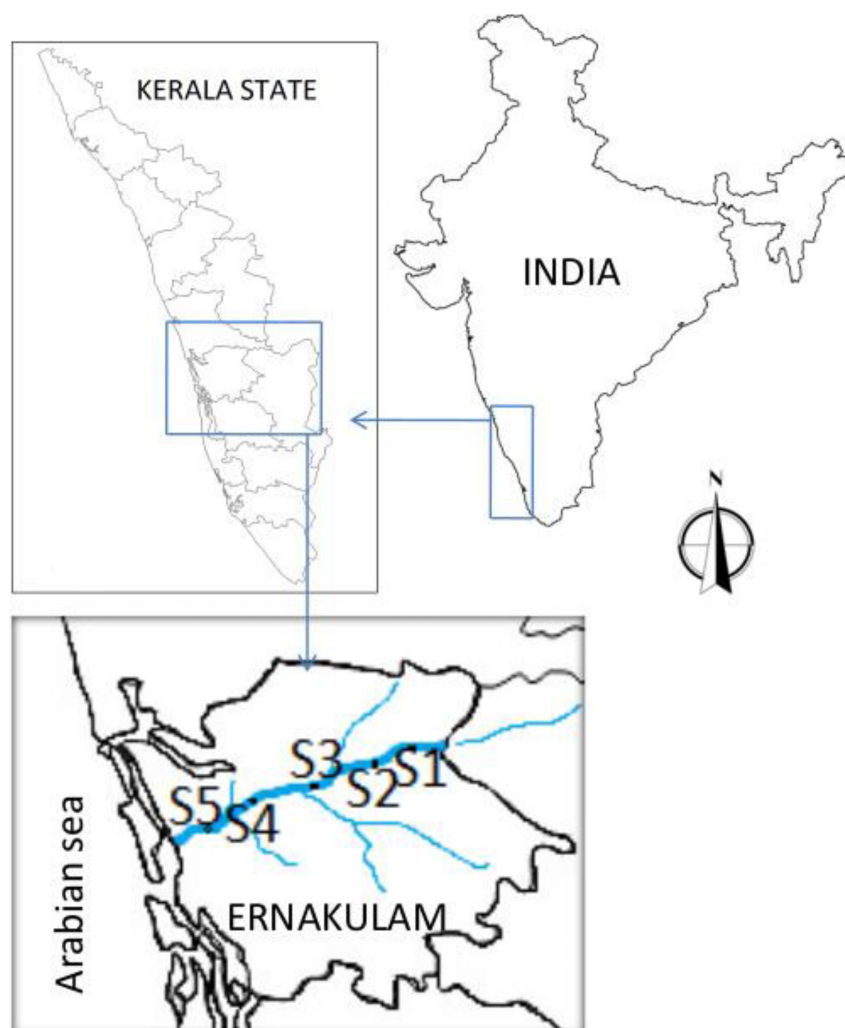 KERALA STATE
INDIA
N
S3
S1
S2
S5
S4
Arabian sea
ERNAKULAM